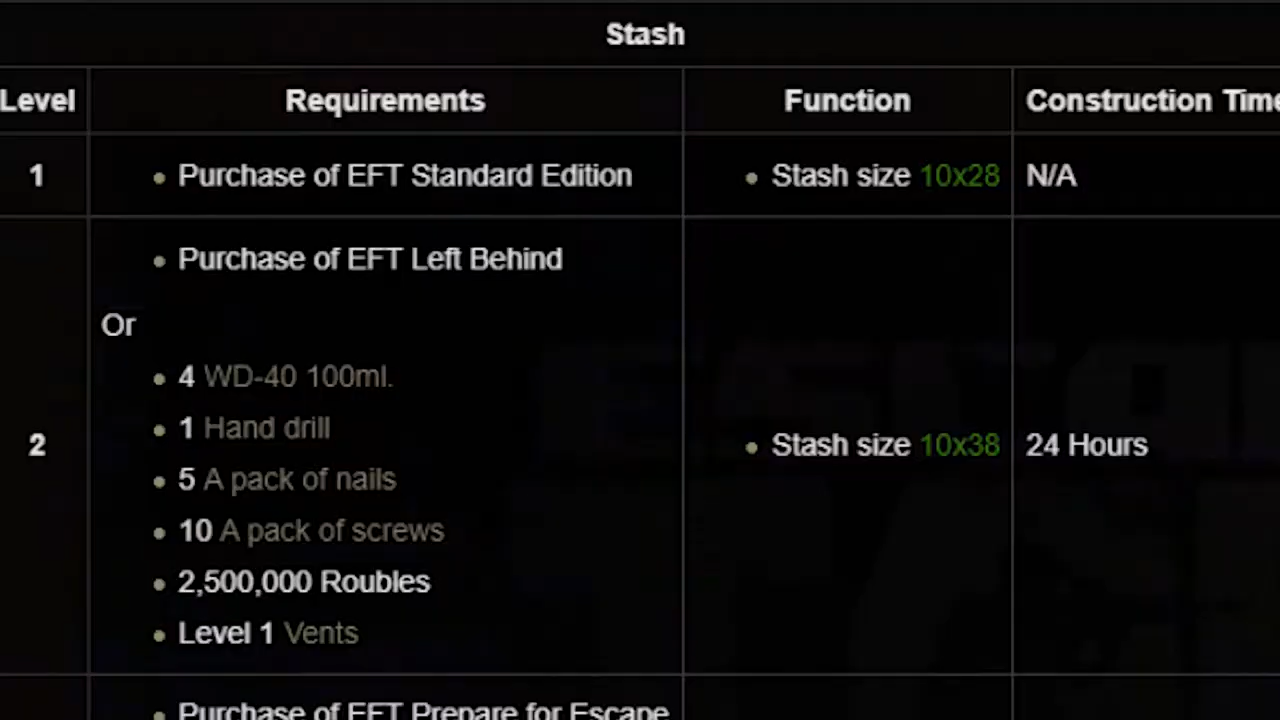 Stash
Level Requirements Function Construction Time
1 • Purchase of EFT Standard Edition • Stash size 10x28 N/A
• Purchase of EFT Left Behind
Or
• 4 WD-40 100ml.
• 1 Hand drill
2 • Stash size 10x38 24 Hours
• 5 A pack of nails
• 10 A pack of screws
• 2,500,000 Roubles
• Level 1 Vents
• Purchase of EFT Prepare for Escape